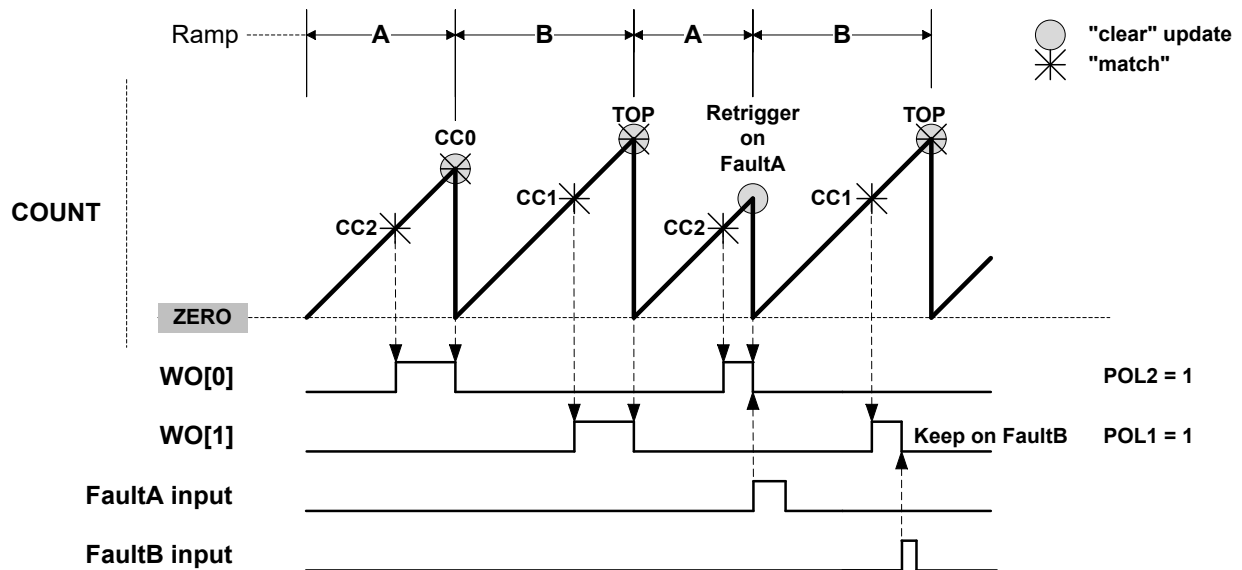 Ramp
A
B
A
B
"clear" update
"match"
CC0
TOP
Retrigger
on
FaultA
TOP
COUNT
CC2
CC1
CC2
CC1
ZERO
WO[0]
POL2 = 1
WO[1]
Keep on FaultB
POL1 = 1
FaultA input
FaultB input